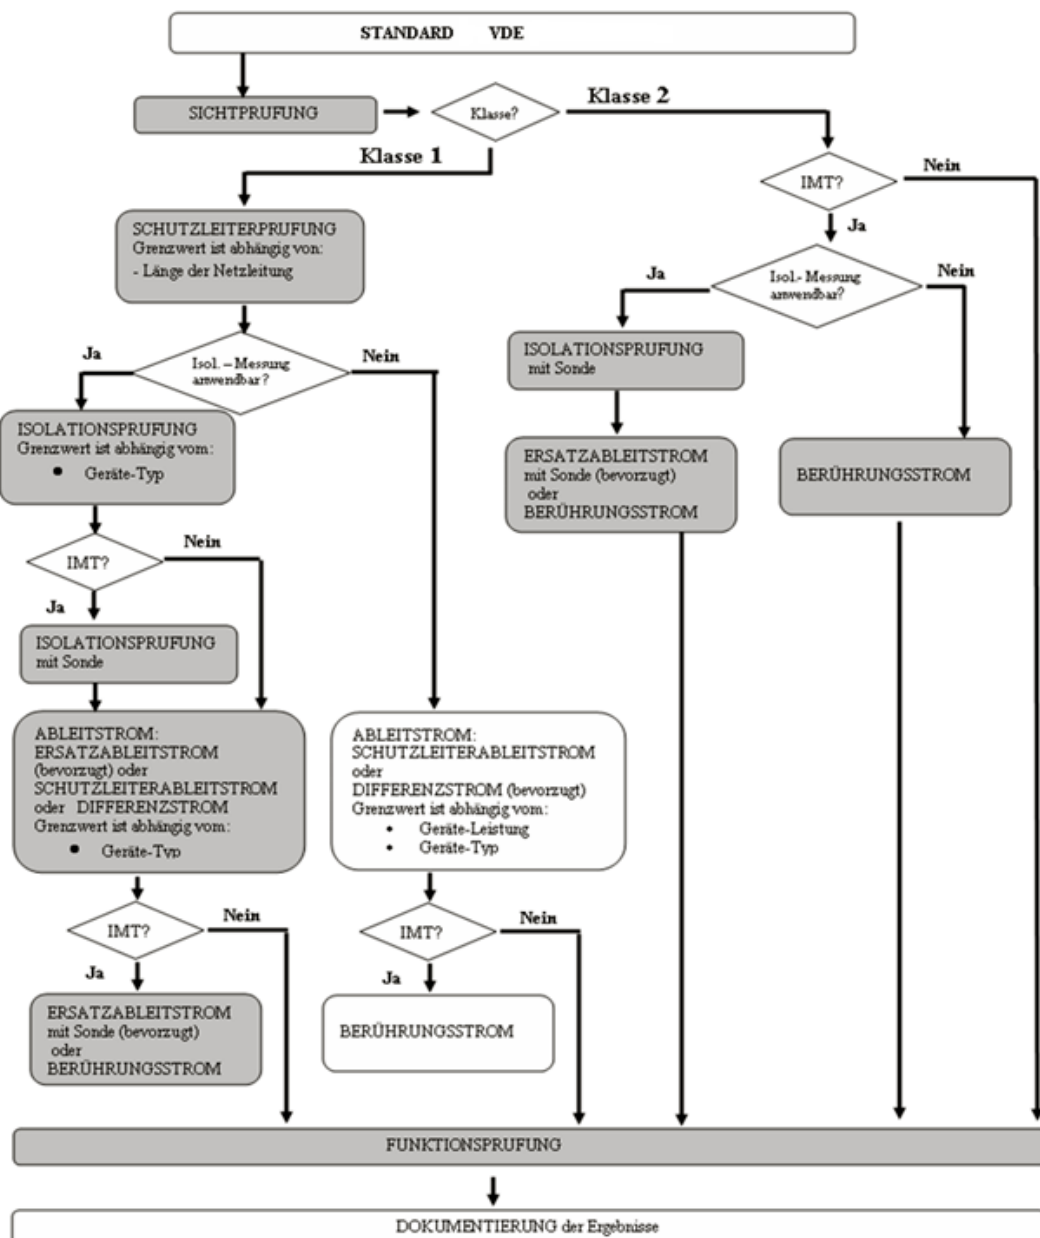 STANDARD VDE
SICHTPRUFUNG
Klasse?
Klasse 2
Klasse 1
IMT?
Nein
Ja
SCHUTZLEITERPRUFUNG
Grenzwert ist abhängig von:
- Länge der Netzleitung
Isol.- Messung
anwendbar?
Ja
Nein
Isol. – Messung
anwendbar?
Ja
Nein
ISOLATIONSPRUFUNG
mit Sonde
ISOLATIONSPRUFUNG
Grenzwert ist abhängig vom:
• Geräte-Typ
ERSATZABLEITSTROM
mit Sonde (bevorzugt)
oder
BERÜHRUNGSSTROM
BERÜHRUNGSSTROM
IMT?
Nein
Ja
ISOLATIONSPRUFUNG
mit Sonde
ABLEITSTROM:
ERSATZABLEITSTROM
(bevorzugt) oder
SCHUTZLEITERABLEITSTROM
oder DIFFERENZSTROM
Grenzwert ist abhängig vom:
• Geräte-Typ
ABLEITSTROM:
SCHUTZLEITERABLEITSTROM
oder
DIFFERENZSTROM (bevorzugt)
Grenzwert ist abhängig vom:
• Geräte-Leistung
• Geräte-Typ
IMT?
Nein
Ja
IMT?
Nein
Ja
ERSATZABLEITSTROM
mit Sonde (bevorzugt)
oder
BERÜHRUNGSSTROM
BERÜHRUNGSSTROM
FUNKTIONSPRUFUNG
DOKUMENTIERUNG der Ergebnisse